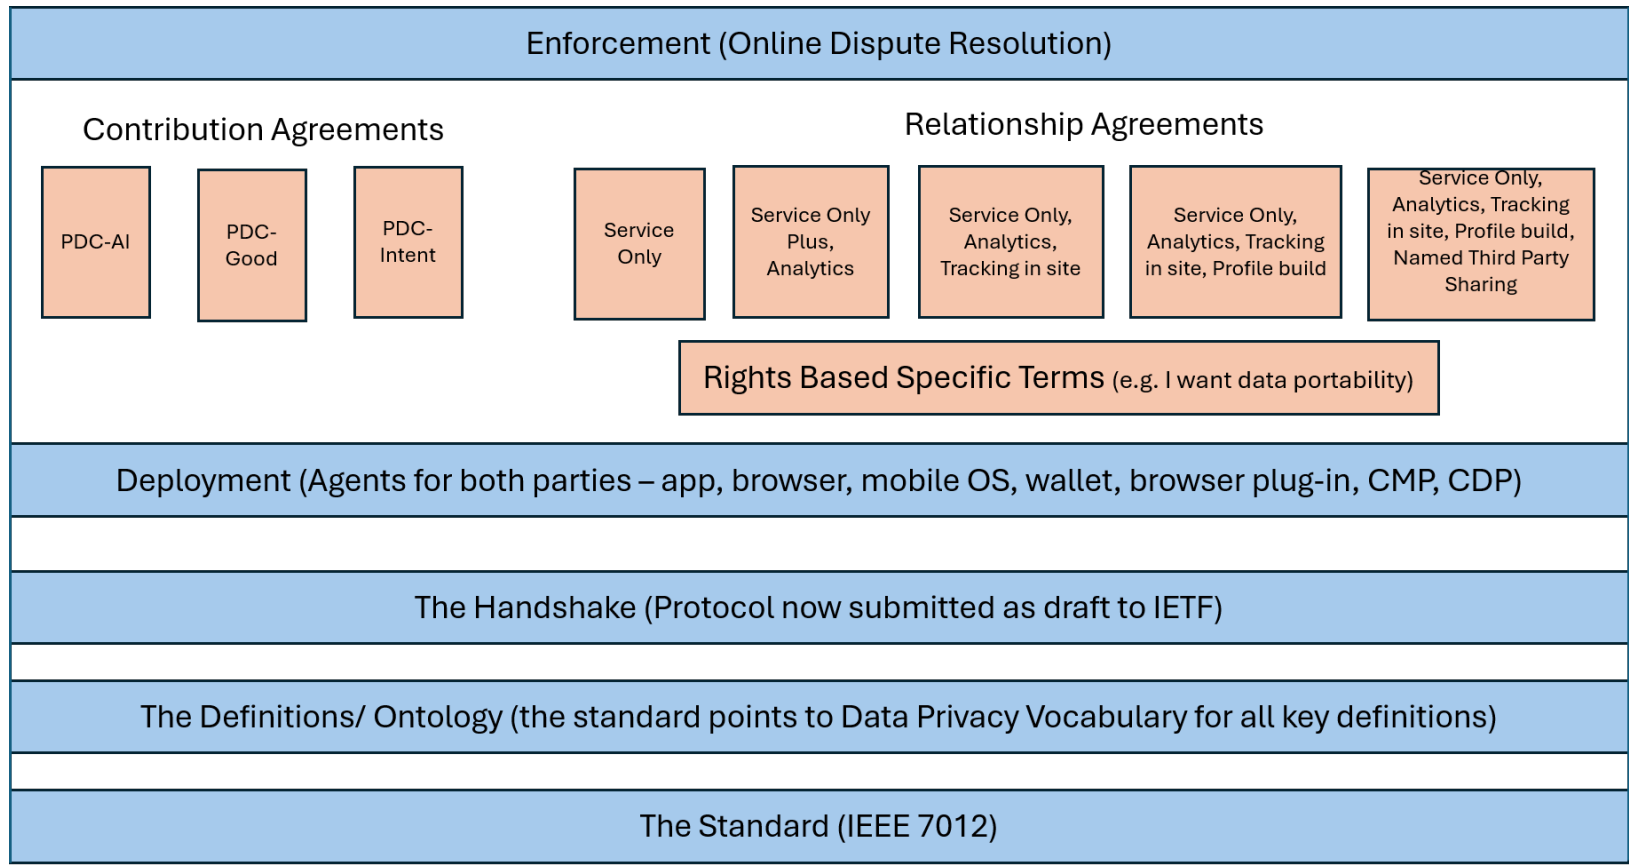 Enforcement (Online Dispute Resolution)
Contribution Agreements
Relationship Agreements
PDC-AI
PDC-
Good
PDC-
Intent
Service
Only
Service Only
Plus,
Analytics
Service Only,
Analytics,
Tracking in site
Service Only,
Analytics, Tracking
in site, Profile build
Service Only,
Analytics, Tracking
in site, Profile build,
Named Third Party
Sharing
Rights Based Specific Terms (e.g. I want data portability)
Deployment (Agents for both parties – app, browser, mobile OS, wallet, browser plug-in, CMP, CDP)
The Handshake (Protocol now submitted as draft to IETF)
The Definitions/ Ontology (the standard points to Data Privacy Vocabulary for all key definitions)
The Standard (IEEE 7012)